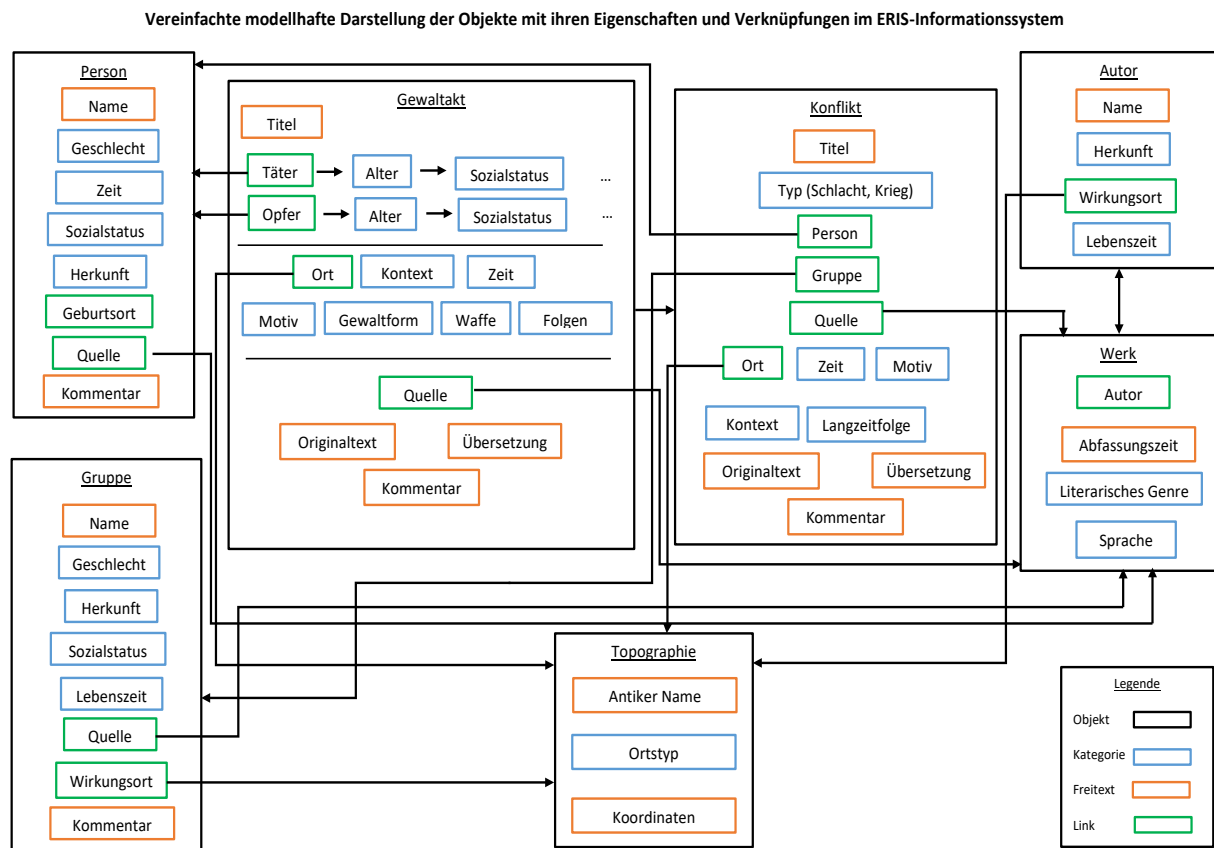 Vereinfachte modellhafte Darstellung der Objekte mit ihren Eigenschaften und Verknüpfungen im ERIS-Informationssystem
Person
Name
Geschlecht
Zeit
Sozialstatus
Herkunft
Geburtsort
Quelle
Kommentar
Gewaltakt
Titel
Täter
Alter
Sozialstatus
...
Opfer
Alter
Sozialstatus
...
Ort
Kontext
Zeit
Motiv
Gewaltform
Waffe
Folgen
Quelle
Originaltext
Übersetzung
Kommentar
Konflikt
Titel
Typ (Schlacht, Krieg)
Person
Gruppe
Quelle
Ort
Zeit
Motiv
Kontext
Langzeitfolge
Originaltext
Übersetzung
Kommentar
Autor
Name
Herkunft
Wirkungsort
Lebenszeit
Werk
Autor
Abfassungszeit
Literarisches Genre
Sprache
Gruppe
Name
Geschlecht
Herkunft
Sozialstatus
Lebenszeit
Quelle
Wirkungsort
Kommentar
Topographie
Antiker Name
Ortstyp
Koordinaten
Legende
Objekt
Kategorie
Freitext
Link